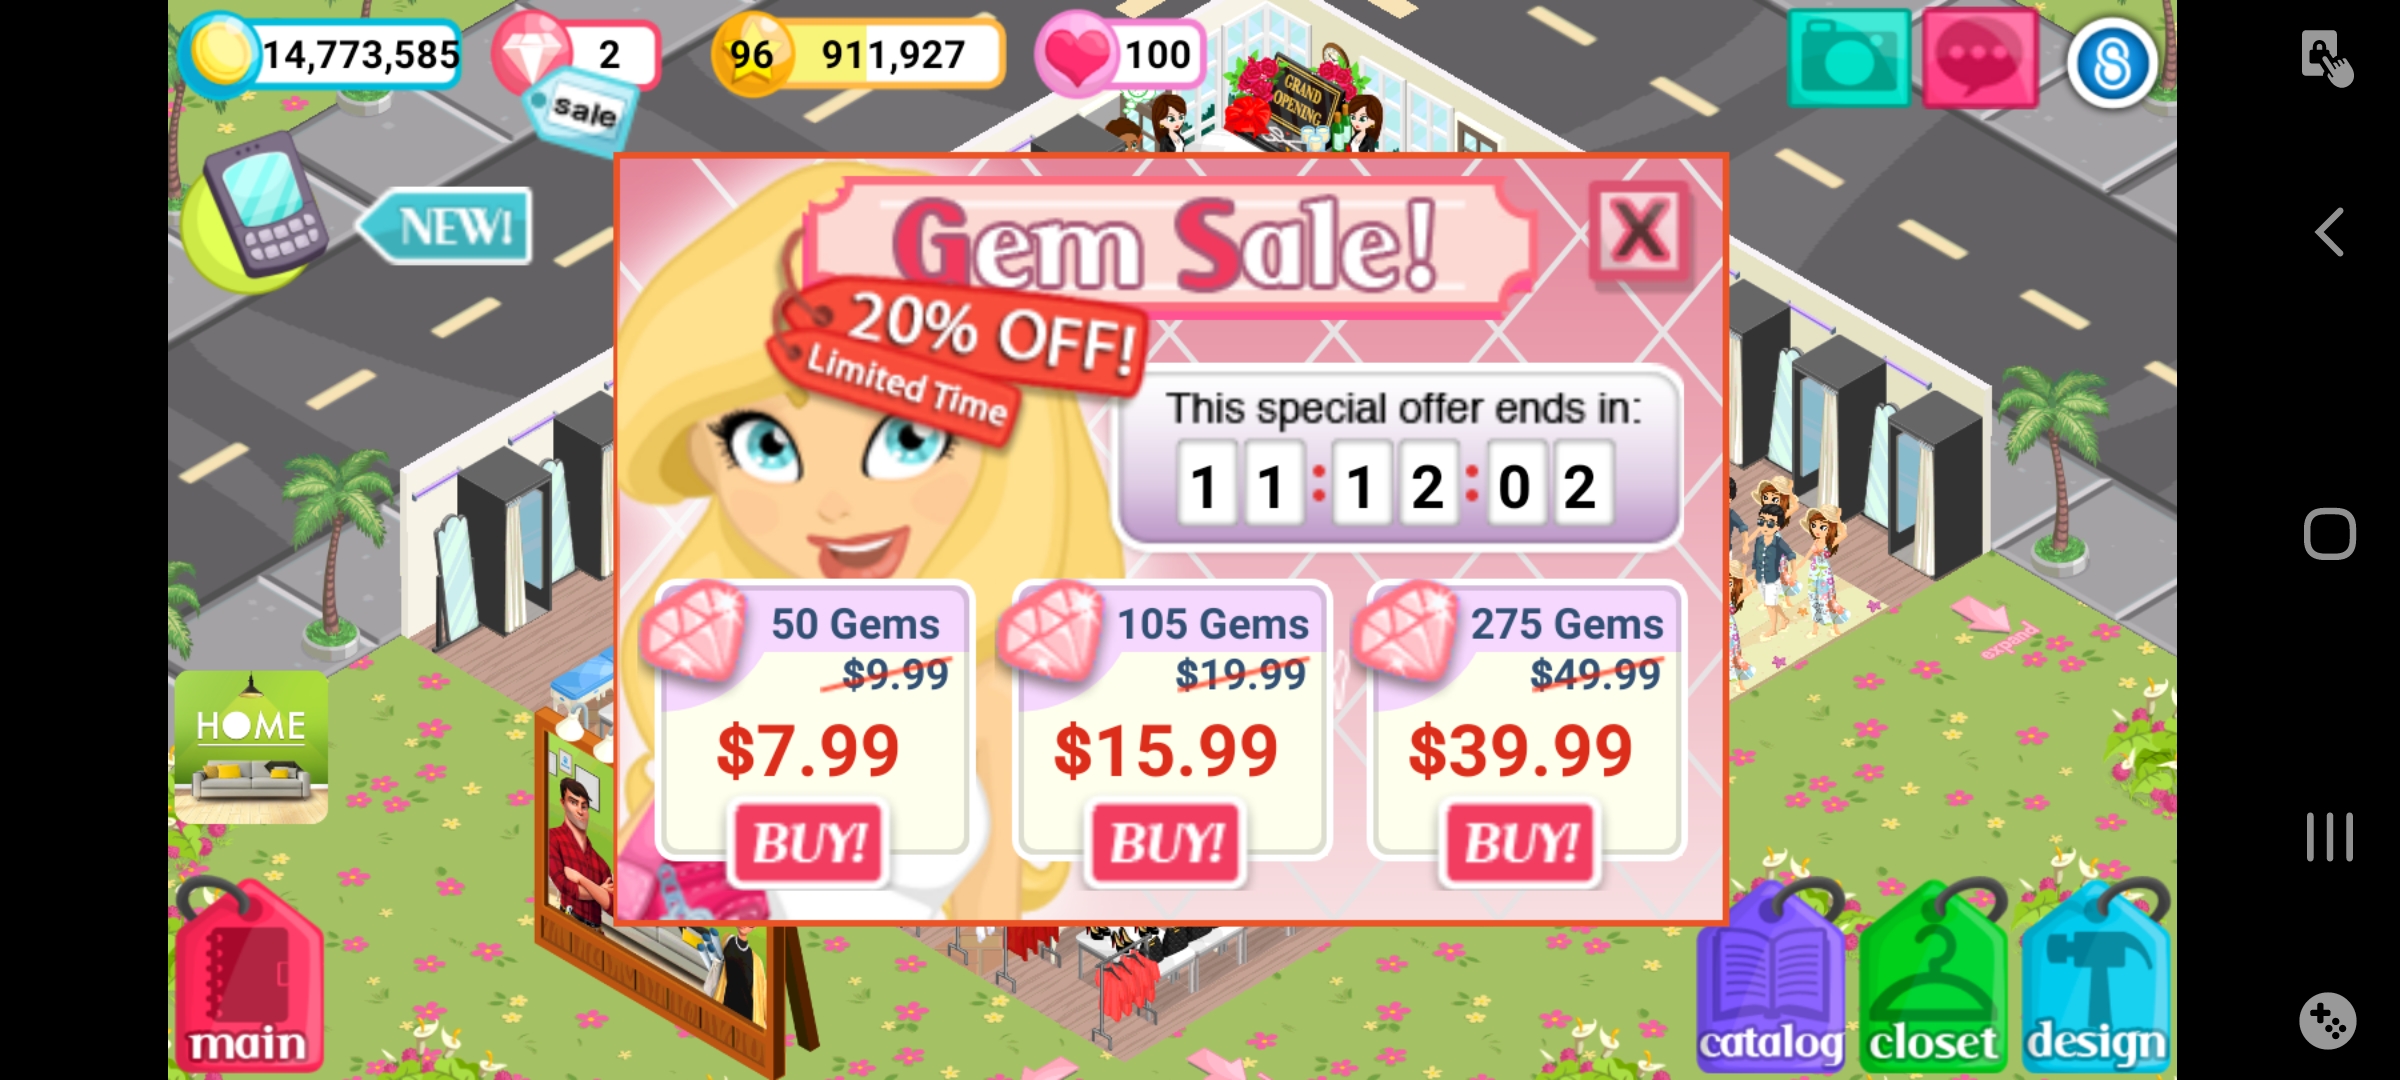 14,773,585
2
96
911,927
100
sale
GRAND
OPENING
NEW!
Gem Sale!
X
20% OFF!
Limited Time
This special offer ends in:
11:12:02
50 Gems
$9.99
$7.99
BUY!
105 Gems
$19.99
$15.99
BUY!
275 Gems
$49.99
$39.99
BUY!
expand
HOME
main
catalog
closet
design